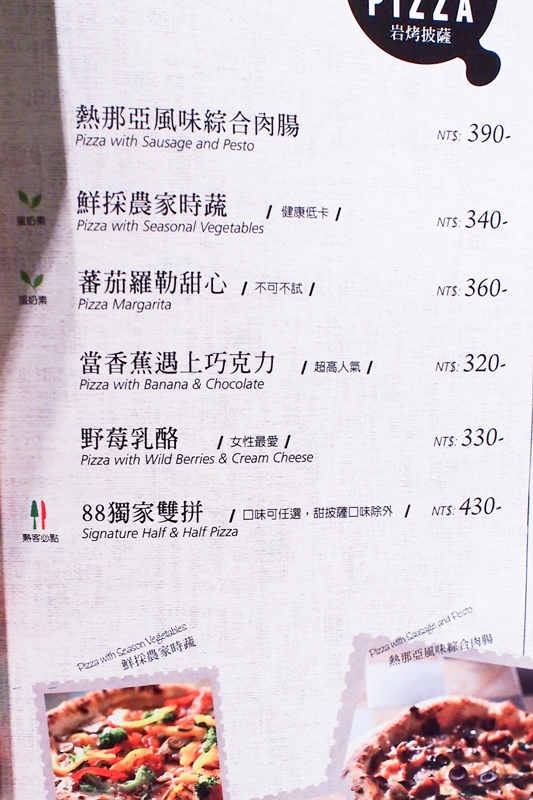 PIZZA
岩烤披薩
熱那亞風味綜合肉腸
Pizza with Sausage and Pesto
NT$: 390-
蛋奶素
鮮採農家時蔬 / 健康低卡 /
Pizza with Seasonal Vegetables
NT$: 340-
蛋奶素
蕃茄羅勒甜心 / 不可不試 /
Pizza Margarita
NT$: 360-
當香蕉遇上巧克力 / 超高人氣 /
Pizza with Banana & Chocolate
NT$: 320-
野莓乳酪 / 女性最愛 /
Pizza with Wild Berries & Cream Cheese
NT$: 330-
熟客必點
88獨家雙拼 / 口味可任選，甜披薩口味除外 /
Signature Half & Half Pizza
NT$: 430-
Pizza with Season Vegetables
鮮採農家時蔬
Pizza with Sausage and Pesto
熱那亞風味綜合肉腸